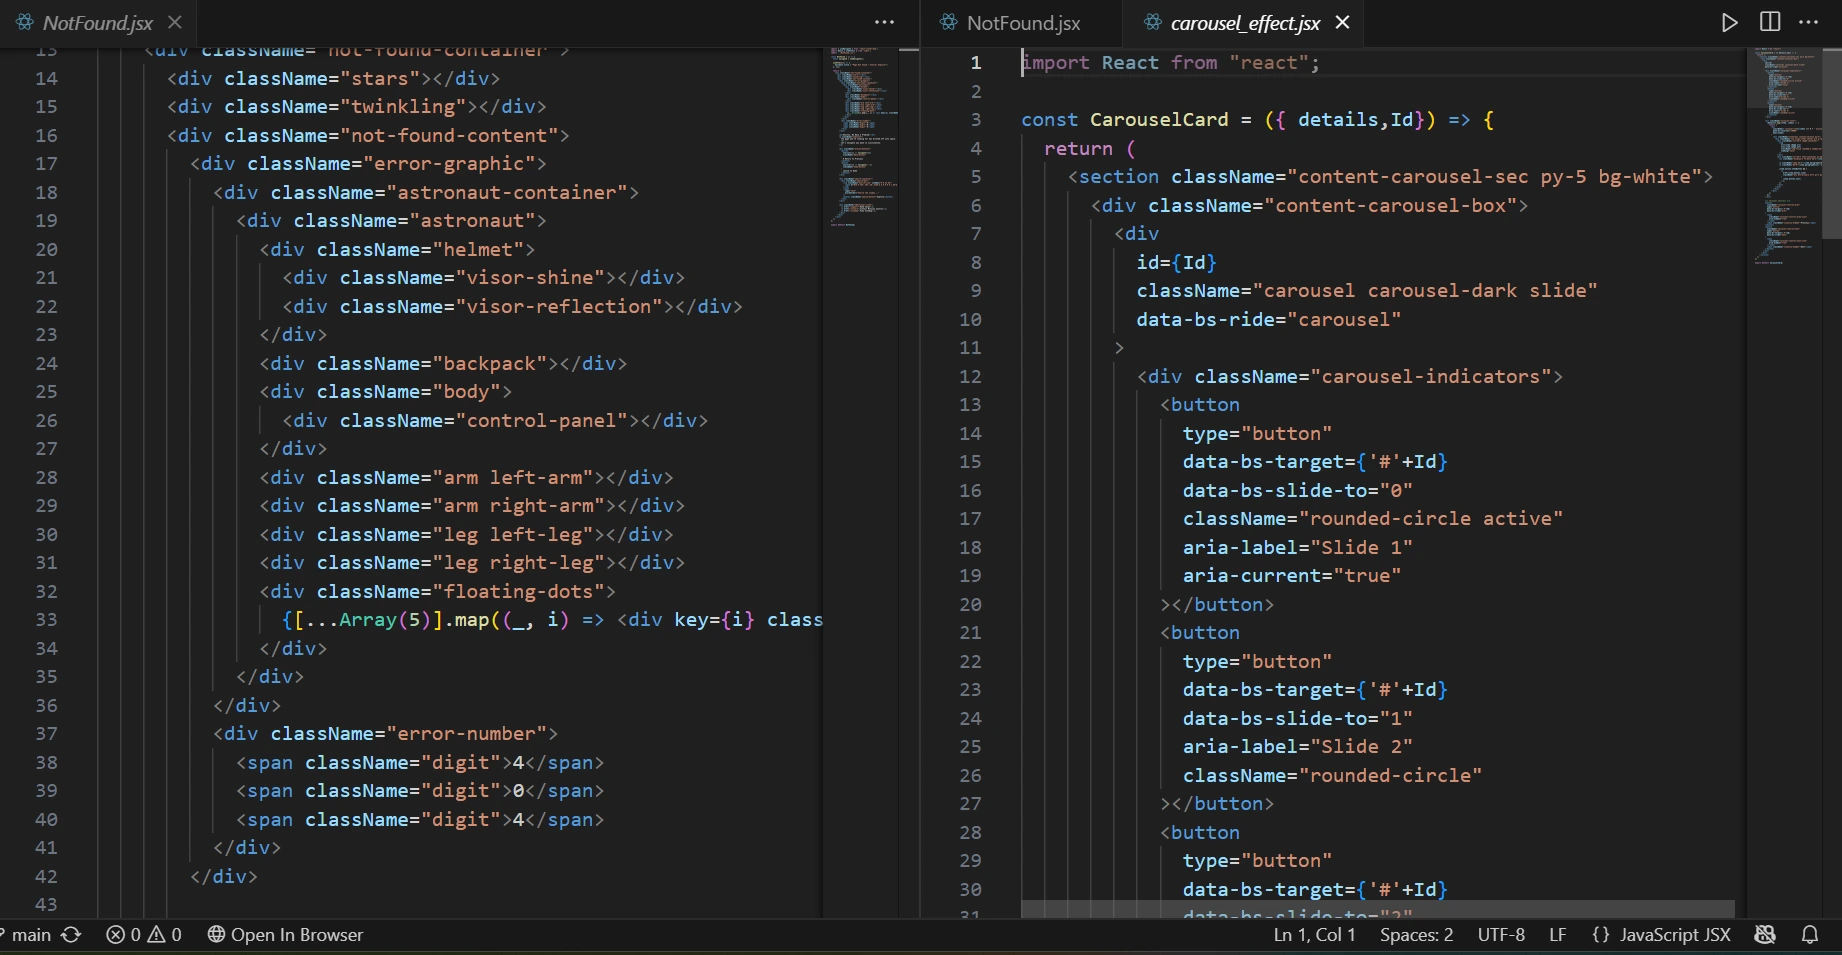 NotFound.jsx
13 <div className="not-found-container">
14 <div className="stars"></div>
15 <div className="twinkling"></div>
16 <div className="not-found-content">
17 <div className="error-graphic">
18 <div className="astronaut-container">
19 <div className="astronaut">
20 <div className="helmet">
21 <div className="visor-shine"></div>
22 <div className="visor-reflection"></div>
23 </div>
24 <div className="backpack"></div>
25 <div className="body">
26 <div className="control-panel"></div>
27 </div>
28 <div className="arm left-arm"></div>
29 <div className="arm right-arm"></div>
30 <div className="leg left-leg"></div>
31 <div className="leg right-leg"></div>
32 <div className="floating-dots">
33 {[...Array(5)].map((_, i) => <div key={i} class
34 </div>
35 </div>
36 </div>
37 <div className="error-number">
38 <span className="digit">4</span>
39 <span className="digit">0</span>
40 <span className="digit">4</span>
41 </div>
42 </div>
43
NotFound.jsx carousel_effect.jsx
1 import React from "react";
2
3 const CarouselCard = ({ details,Id}) => {
4 return (
5 <section className="content-carousel-sec py-5 bg-white">
6 <div className="content-carousel-box">
7 <div
8 id={Id}
9 className="carousel carousel-dark slide"
10 data-bs-ride="carousel"
11 >
12 <div className="carousel-indicators">
13 <button
14 type="button"
15 data-bs-target={'#'+Id}
16 data-bs-slide-to="0"
17 className="rounded-circle active"
18 aria-label="Slide 1"
19 aria-current="true"
20 ></button>
21 <button
22 type="button"
23 data-bs-target={'#'+Id}
24 data-bs-slide-to="1"
25 aria-label="Slide 2"
26 className="rounded-circle"
27 ></button>
28 <button
29 type="button"
30 data-bs-target={'#'+Id}
31 data-bs-slide-to="2"
main 0 0 Open In Browser Ln 1, Col 1 Spaces: 2 UTF-8 LF {} JavaScript JSX